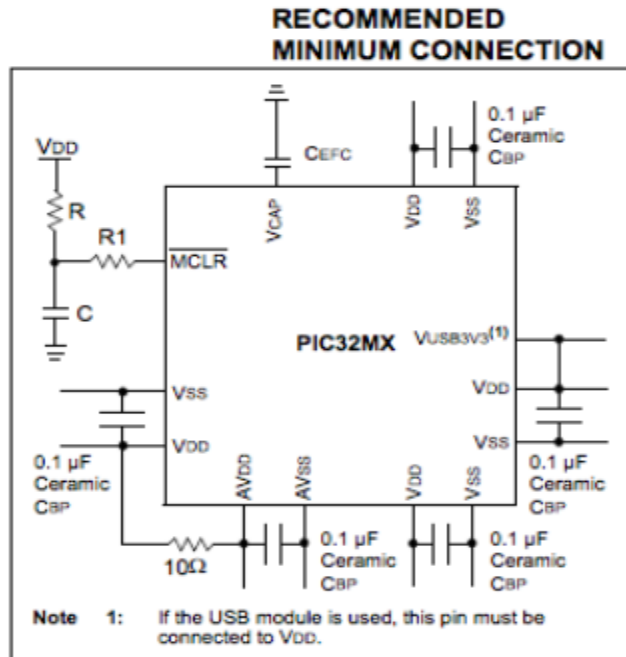 RECOMMENDED
MINIMUM CONNECTION
VDD
R
R1
C
CEFC
VCAP
VDD
VSS
0.1 µF
Ceramic
CBP
MCLR
PIC32MX
VUSB3V3(1)
VDD
VSS
0.1 µF
Ceramic
CBP
VSS
VDD
0.1 µF
Ceramic
CBP
10Ω
AVDD
AVSS
0.1 µF
Ceramic
CBP
VDD
VSS
0.1 µF
Ceramic
CBP
Note 1: If the USB module is used, this pin must be
connected to VDD.